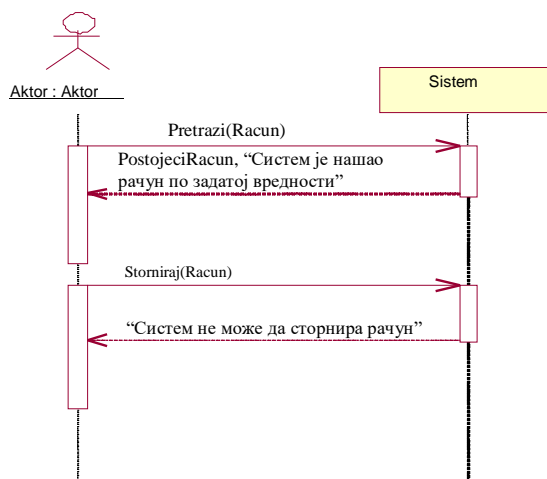 Aktor : Aktor
Sistem
Pretrazi(Racun)
PostojeciRacun, “Систем је нашао
рачун по задатој вредности”
Storniraj(Racun)
“Систем не може да сторнира рачун”